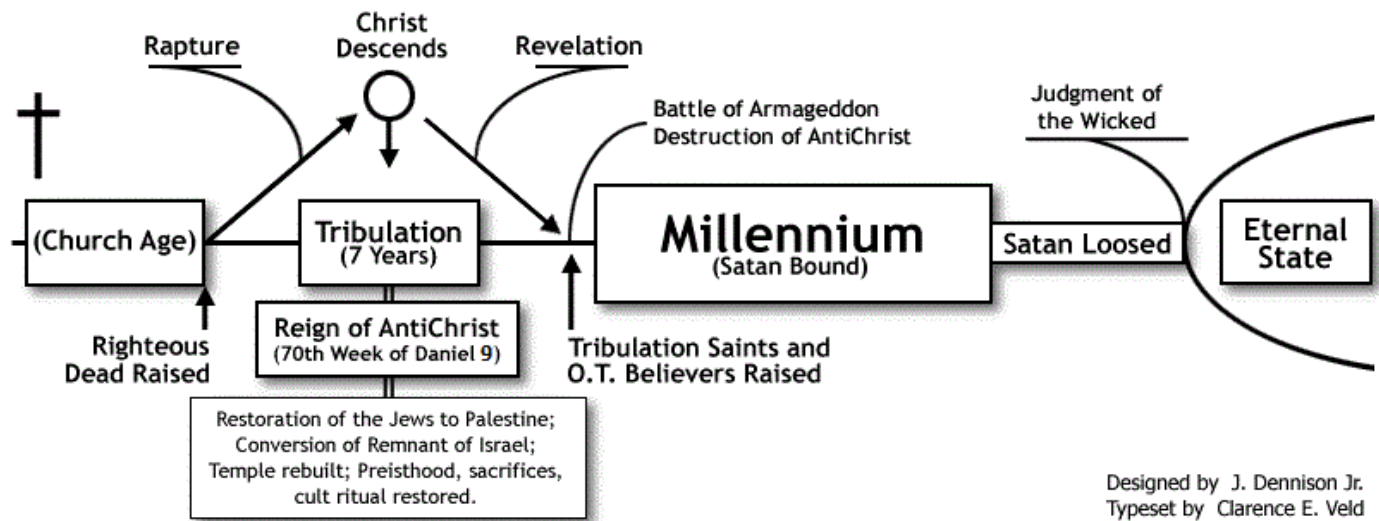 Rapture
Christ
Descends
Revelation
Battle of Armageddon
Destruction of AntiChrist
Judgment of
the Wicked
(Church Age)
Tribulation
(7 Years)
Millennium
(Satan Bound)
Satan Loosed
Eternal
State
Righteous
Dead Raised
Reign of AntiChrist
(70th Week of Daniel 9)
Tribulation Saints and
O.T. Believers Raised
Restoration of the Jews to Palestine;
Conversion of Remnant of Israel;
Temple rebuilt; Preisthood, sacrifices,
cult ritual restored.
Designed by J. Dennison Jr.
Typeset by Clarence E. Veld